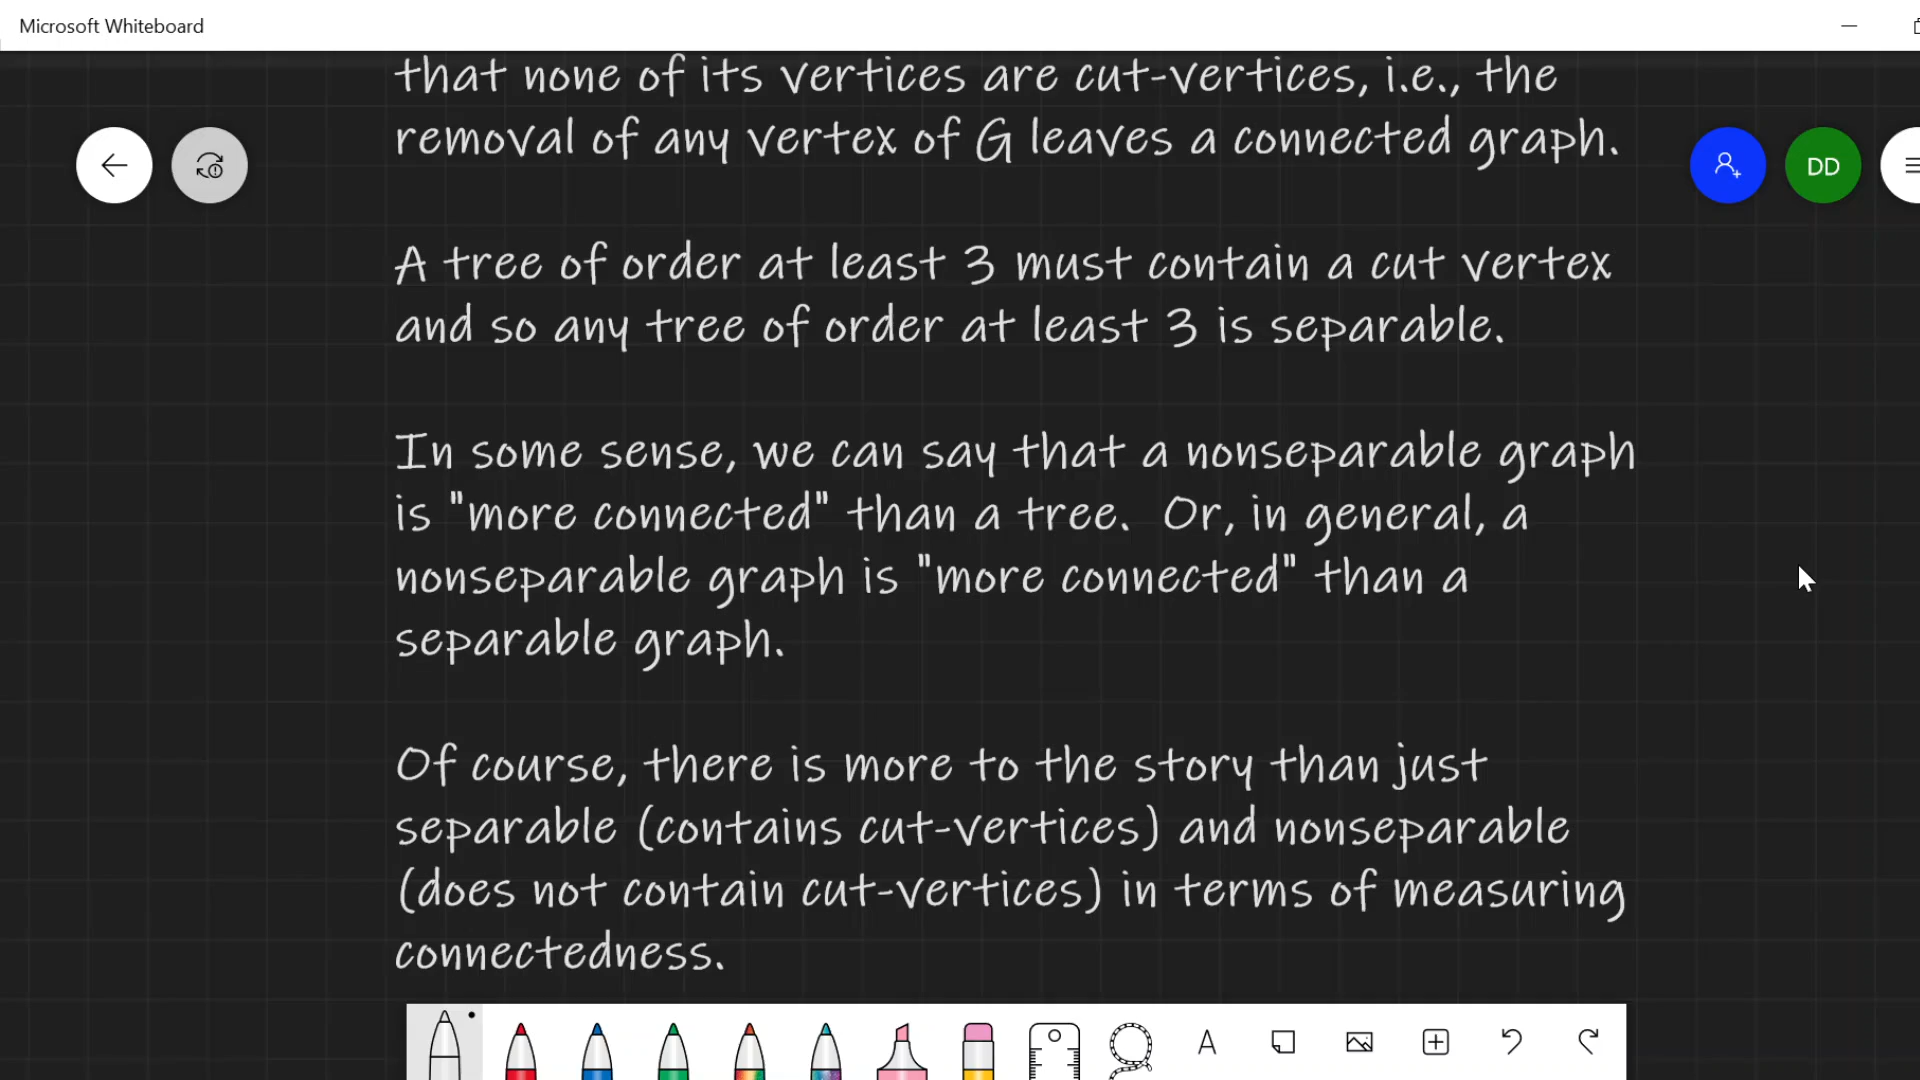 Microsoft Whiteboard
that none of its vertices are cut-vertices, i.e., the
removal of any vertex of G leaves a connected graph.
DD
A tree of order at least 3 must contain a cut vertex
and so any tree of order at least 3 is separable.
In some sense, we can say that a nonseparable graph
is "more connected" than a tree.  Or, in general, a
nonseparable graph is "more connected" than a
separable graph.
Of course, there is more to the story than just
separable (contains cut-vertices) and nonseparable
(does not contain cut-vertices) in terms of measuring
connectedness.